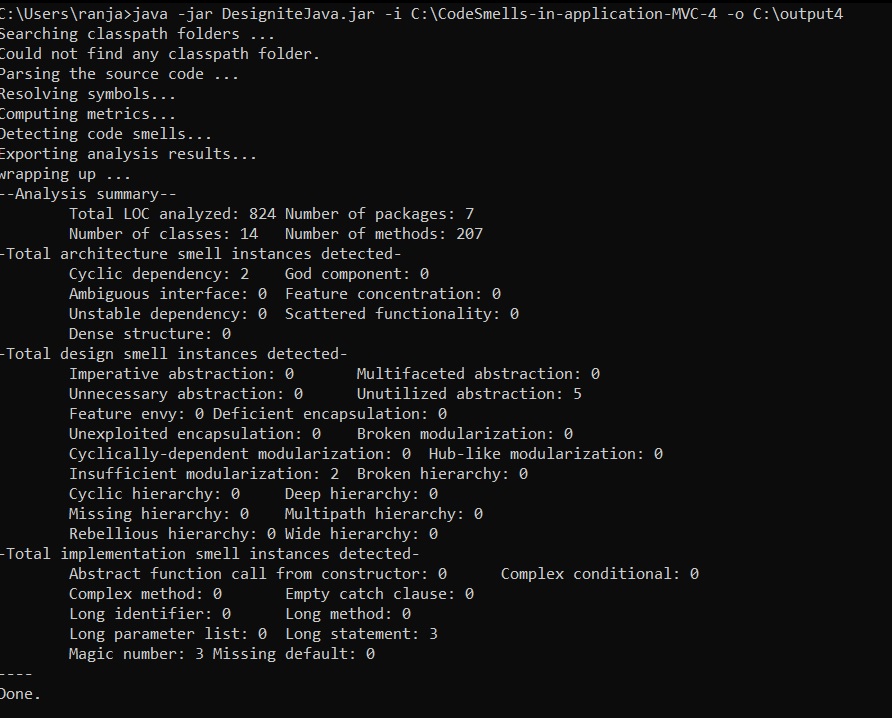 C:\Users\ranja>java -jar DesigniteJava.jar -i C:\CodeSmells-in-application-MVC-4 -o C:\output4
Searching classpath folders ...
Could not find any classpath folder.
Parsing the source code ...
Resolving symbols...
Computing metrics...
Detecting code smells...
Exporting analysis results...
wrapping up ...
--Analysis summary--
Total LOC analyzed: 824 Number of packages: 7
Number of classes: 14 Number of methods: 207
-Total architecture smell instances detected-
Cyclic dependency: 2 God component: 0
Ambiguous interface: 0 Feature concentration: 0
Unstable dependency: 0 Scattered functionality: 0
Dense structure: 0
-Total design smell instances detected-
Imperative abstraction: 0 Multifaceted abstraction: 0
Unnecessary abstraction: 0 Unutilized abstraction: 5
Feature envy: 0 Deficient encapsulation: 0
Unexploited encapsulation: 0 Broken modularization: 0
Cyclically-dependent modularization: 0 Hub-like modularization: 0
Insufficient modularization: 2 Broken hierarchy: 0
Cyclic hierarchy: 0 Deep hierarchy: 0
Missing hierarchy: 0 Multipath hierarchy: 0
Rebellious hierarchy: 0 Wide hierarchy: 0
-Total implementation smell instances detected-
Abstract function call from constructor: 0 Complex conditional: 0
Complex method: 0 Empty catch clause: 0
Long identifier: 0 Long method: 0
Long parameter list: 0 Long statement: 3
Magic number: 3 Missing default: 0
----
Done.